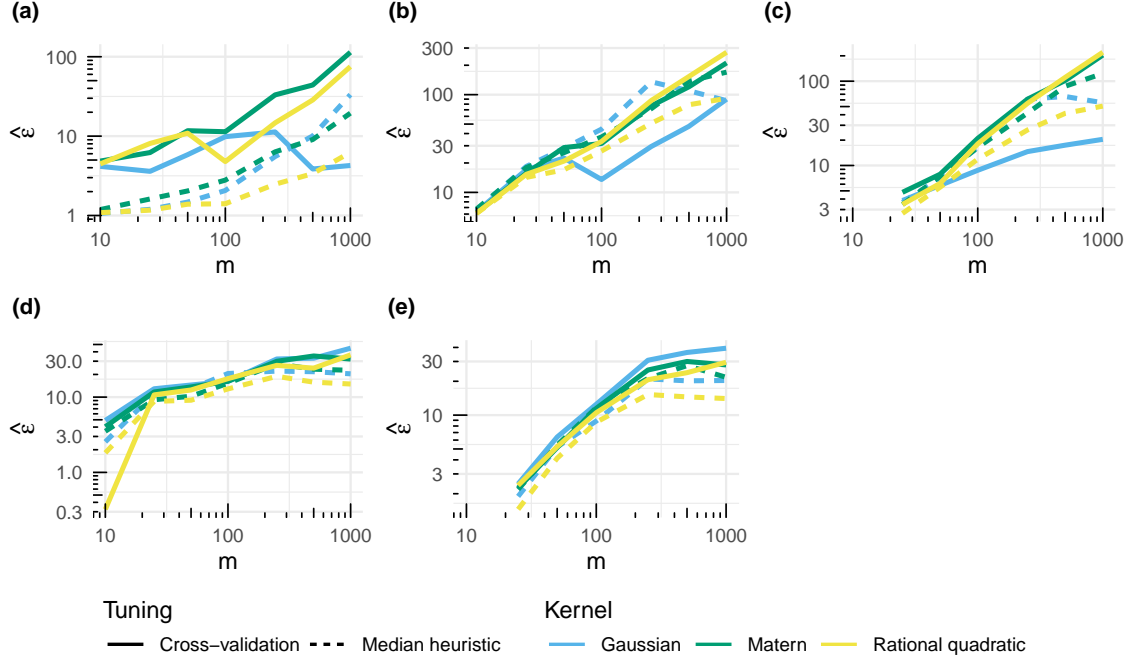 (a)
(b)
(c)
100
10
1
ε̂
10
100
1000
m
300
100
30
10
ε̂
10
100
1000
m
100
30
10
3
ε̂
10
100
1000
m
(d)
(e)
30.0
10.0
3.0
1.0
0.3
ε̂
10
100
1000
m
30
10
3
ε̂
10
100
1000
m
Tuning
Cross−validation
Median heuristic
Kernel
Gaussian
Matern
Rational quadratic